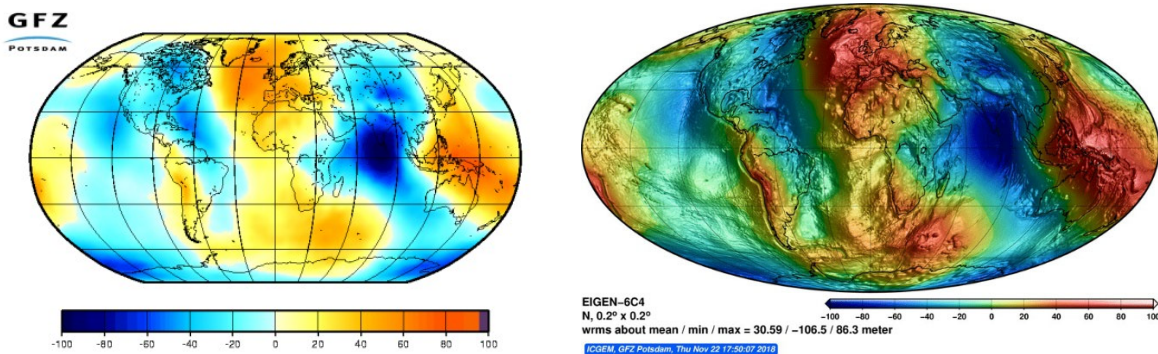 GFZ
POTSDAM
-100 -80 -60 -40 -20 0 20 40 60 80 100
EIGEN-6C4
N, 0.2º x 0.2º
wrms about mean / min / max = 30.59 / -106.5 / 86.3 meter
-100 -80 -60 -40 -20 0 20 40 60 80 100
ICGEM, GFZ Potsdam, Thu Nov 22 17:50:07 2018